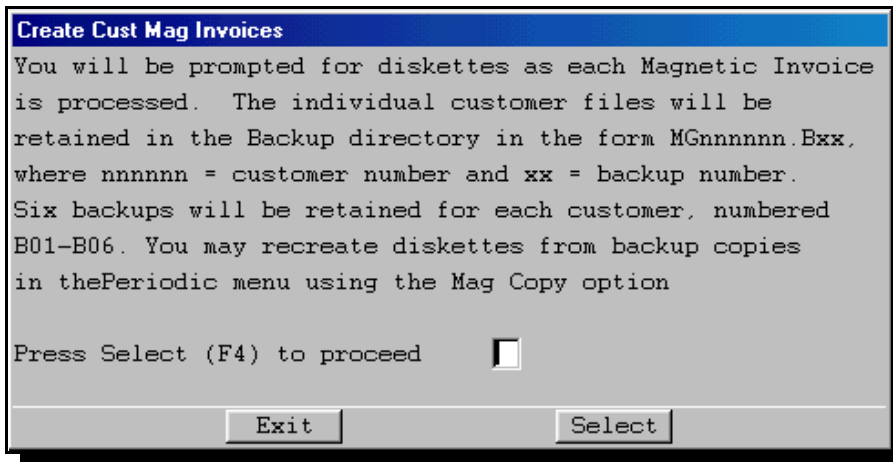 Create Cust Mag Invoices
You will be prompted for diskettes as each Magnetic Invoice
is processed.  The individual customer files will be
retained in the Backup directory in the form MGnnnnnn.Bxx,
where nnnnnn = customer number and xx = backup number.
Six backups will be retained for each customer, numbered
B01-B06. You may recreate diskettes from backup copies
in thePeriodic menu using the Mag Copy option
Press Select (F4) to proceed
Exit Select